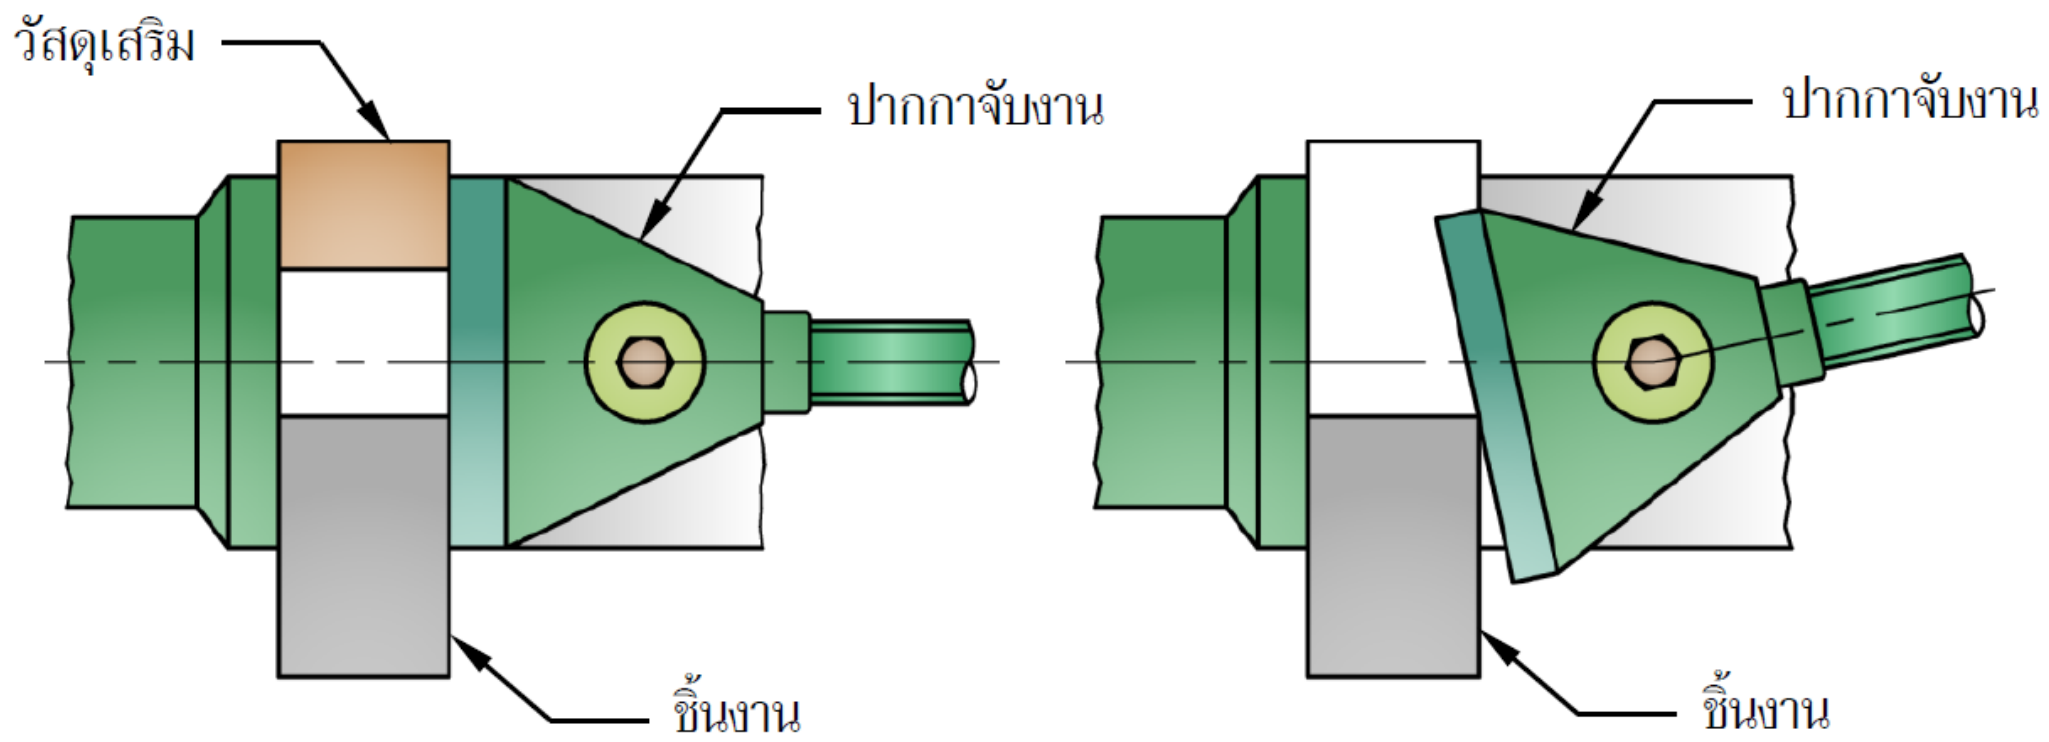 วัสดุเสริม
ปากกาจับงาน
ชิ้นงาน
ปากกาจับงาน
ชิ้นงาน